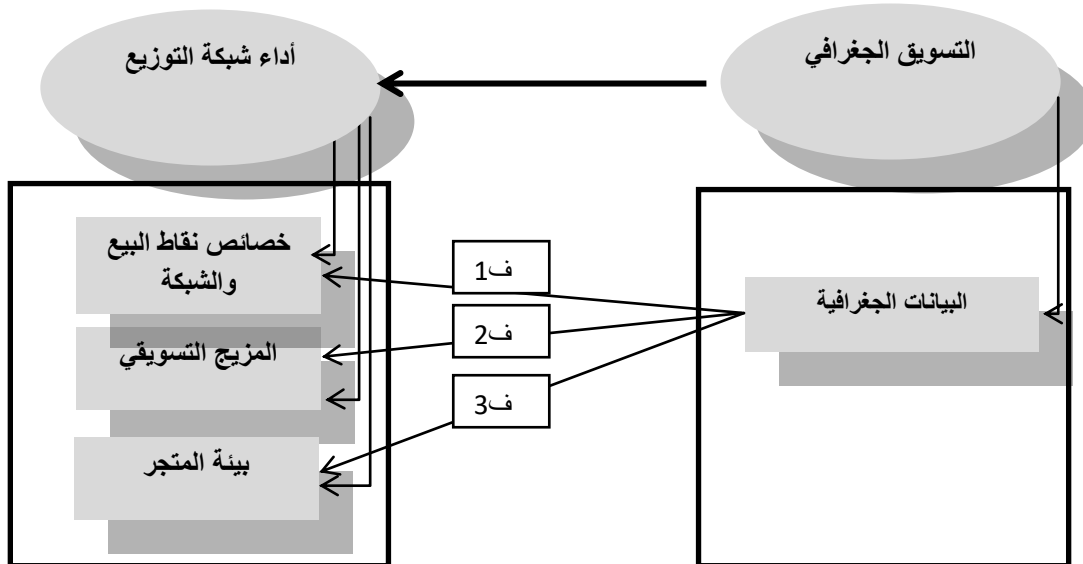 التسويق الجغرافي
أداء شبكة التوزيع
خصائص نقاط البيع
والشبكة
ف1
البيانات الجغرافية
ف2
المزيج التسويقي
ف3
بيئة المتجر